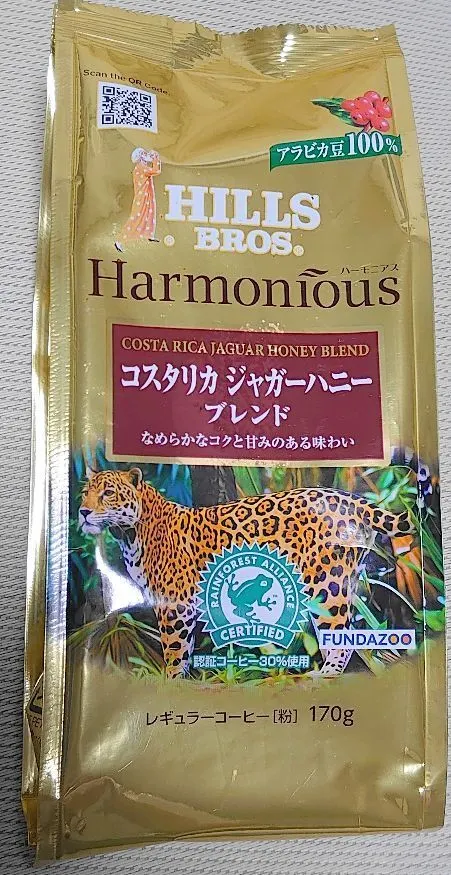 Scan the QR Code.
アラビカ豆100%
HILLS
BROS.
ハーモニアス
Harmonious
COSTA RICA JAGUAR HONEY BLEND
コスタリカ ジャガーハニー
ブレンド
なめらかなコクと甘みのある味わい
RAINFOREST ALLIANCE
CERTIFIED
FUNDAZOO
認証コーヒー30%使用
レギュラーコーヒー[粉] 170g